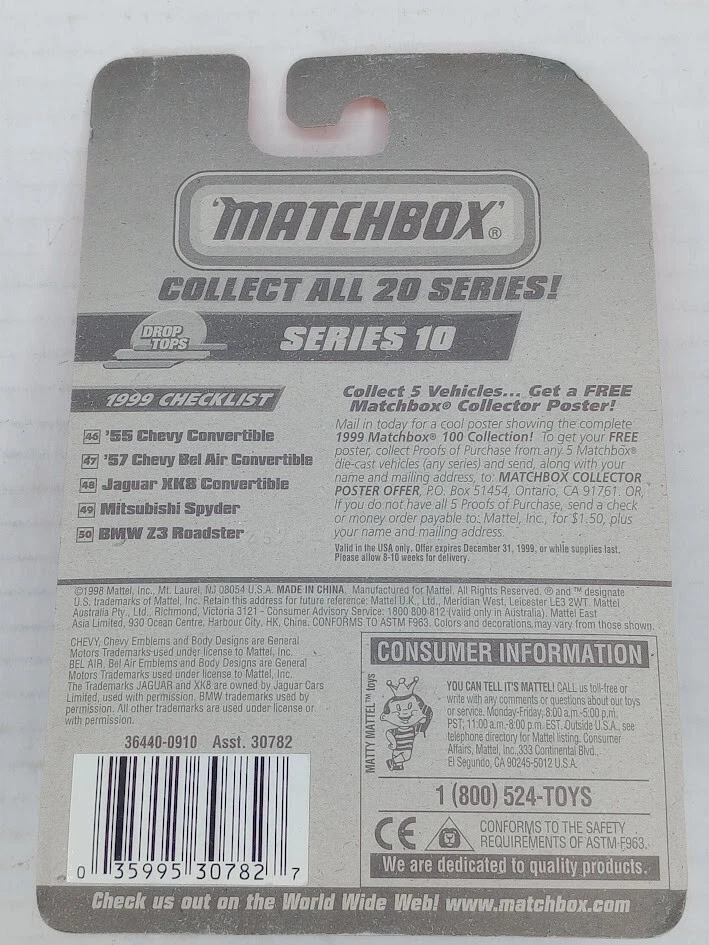 'MATCHBOX'®
COLLECT ALL 20 SERIES!
DROP
TOPS
SERIES 10
1999 CHECKLIST
46 '55 Chevy Convertible
47 '57 Chevy Bel Air Convertible
48 Jaguar XK8 Convertible
49 Mitsubishi Spyder
50 BMW Z3 Roadster
Collect 5 Vehicles... Get a FREE
Matchbox® Collector Poster!
Mail in today for a cool poster showing the complete
1999 Matchbox® 100 Collection! To get your FREE
poster, collect Proofs of Purchase from any 5 Matchbox®
die-cast vehicles (any series) and send, along with your
name and mailing address, to: MATCHBOX COLLECTOR
POSTER OFFER, P.O. Box 51454, Ontario, CA 91761. OR,
If you do not have all 5 Proofs of Purchase, send a check
or money order payable to: Mattel, Inc., for $1.50, plus
your name and mailing address.
Valid in the USA only. Offer expires December 31, 1999, or while supplies last.
Please allow 8-10 weeks for delivery.
©1998 Mattel, Inc., Mt. Laurel, NJ 08054 U.S.A. MADE IN CHINA. Manufactured for Mattel. All Rights Reserved. ® and ™ designate
U.S. trademarks of Mattel, Inc. Retain this address for future reference: Mattel U.K., Ltd., Meridian West, Leicester LE3 2WT. Mattel
Australia Pty., Ltd., Richmond, Victoria 3121 - Consumer Advisory Service: 1800 800 812 (valid only in Australia). Mattel East
Asia Limited, 930 Ocean Centre, Harbour City, HK, China. CONFORMS TO ASTM F963. Colors and decorations may vary from those shown.
CHEVY, Chevy Emblems and Body Designs are General
Motors Trademarks used under license to Mattel, Inc.
BEL AIR, Bel Air Emblems and Body Designs are General
Motors Trademarks used under license to Mattel, Inc.
The Trademarks JAGUAR and XK8 are owned by Jaguar Cars
Limited, used with permission. BMW trademarks used by
permission. All other trademarks are used under license or
with permission.
36440-0910 Asst. 30782
0 35995 30782 7
CONSUMER INFORMATION
MATTY MATTEL™ toys
YOU CAN TELL IT'S MATTEL! CALL us toll-free or
write with any comments or questions about our toys
or service. Monday-Friday, 8:00 a.m.-5:00 p.m.
PST; 11:00 a.m.-8:00 p.m. EST. Outside U.S.A., see
telephone directory for Mattel listing. Consumer
Affairs, Mattel, Inc., 333 Continental Blvd.,
El Segundo, CA 90245-5012 U.S.A.
1 (800) 524-TOYS
CE
CONFORMS TO THE SAFETY
REQUIREMENTS OF ASTM F963.
We are dedicated to quality products.
Check us out on the World Wide Web! www.matchbox.com